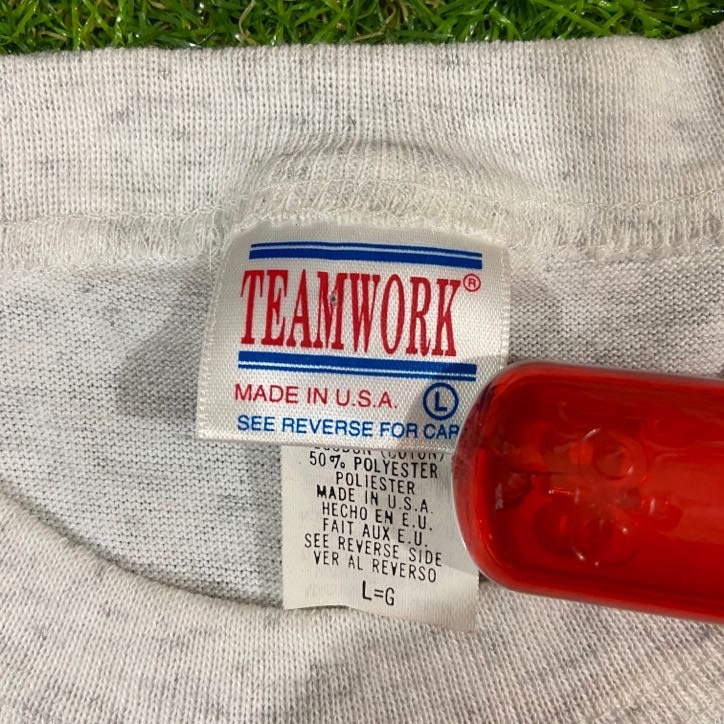 TEAMWORK®
MADE IN U.S.A. L
SEE REVERSE FOR
50% POLYESTER
POLIESTER
MADE IN U.S.A.
HECHO EN E.U.
FAIT AUX E.U.
SEE REVERSE SIDE
VER AL REVERSO
L=G